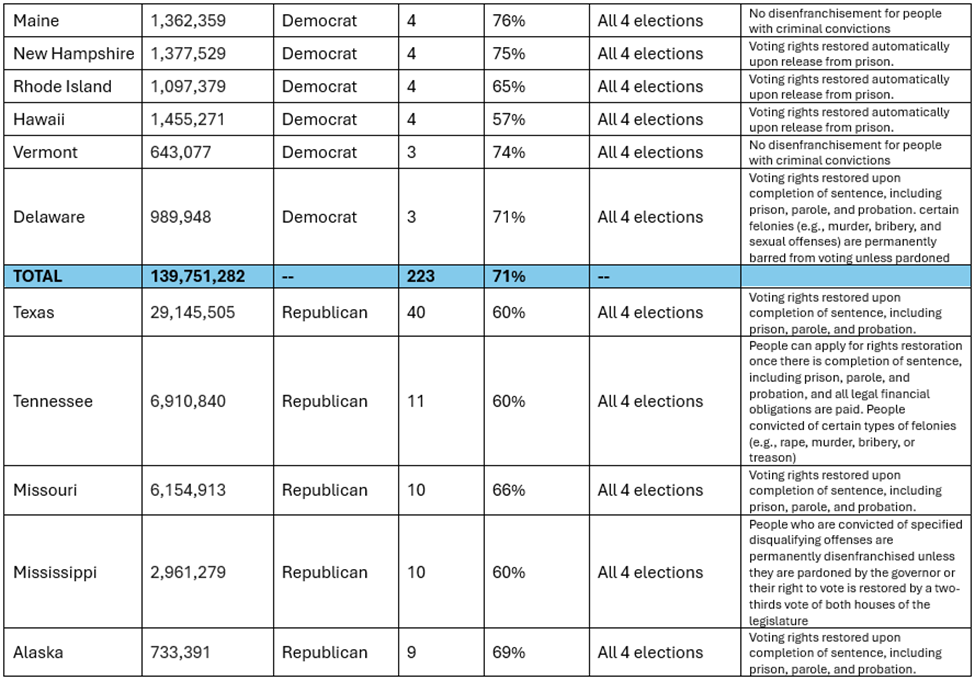 Maine 1,362,359 Democrat 4 76% All 4 elections No disenfranchisement for people
with criminal convictions
New Hampshire 1,377,529 Democrat 4 75% All 4 elections Voting rights restored automatically
upon release from prison.
Rhode Island 1,097,379 Democrat 4 65% All 4 elections Voting rights restored automatically
upon release from prison.
Hawaii 1,455,271 Democrat 4 57% All 4 elections Voting rights restored automatically
upon release from prison.
Vermont 643,077 Democrat 3 74% All 4 elections No disenfranchisement for people
with criminal convictions
Delaware 989,948 Democrat 3 71% All 4 elections Voting rights restored upon
completion of sentence, including
prison, parole, and probation. certain
felonies (e.g., murder, bribery, and
sexual offenses) are permanently
barred from voting unless pardoned
TOTAL 139,751,282 -- 223 71% --
Texas 29,145,505 Republican 40 60% All 4 elections Voting rights restored upon
completion of sentence, including
prison, parole, and probation.
Tennessee 6,910,840 Republican 11 60% All 4 elections People can apply for rights restoration
once there is completion of sentence,
including prison, parole, and
probation, and all legal financial
obligations are paid. People
convicted of certain types of felonies
(e.g., rape, murder, bribery, or
treason)
Missouri 6,154,913 Republican 10 66% All 4 elections Voting rights restored upon
completion of sentence, including
prison, parole, and probation.
Mississippi 2,961,279 Republican 10 60% All 4 elections People who are convicted of specified
disqualifying offenses are
permanently disenfranchised unless
they are pardoned by the governor or
their right to vote is restored by a two-
thirds vote of both houses of the
legislature
Alaska 733,391 Republican 9 69% All 4 elections Voting rights restored upon
completion of sentence, including
prison, parole, and probation.